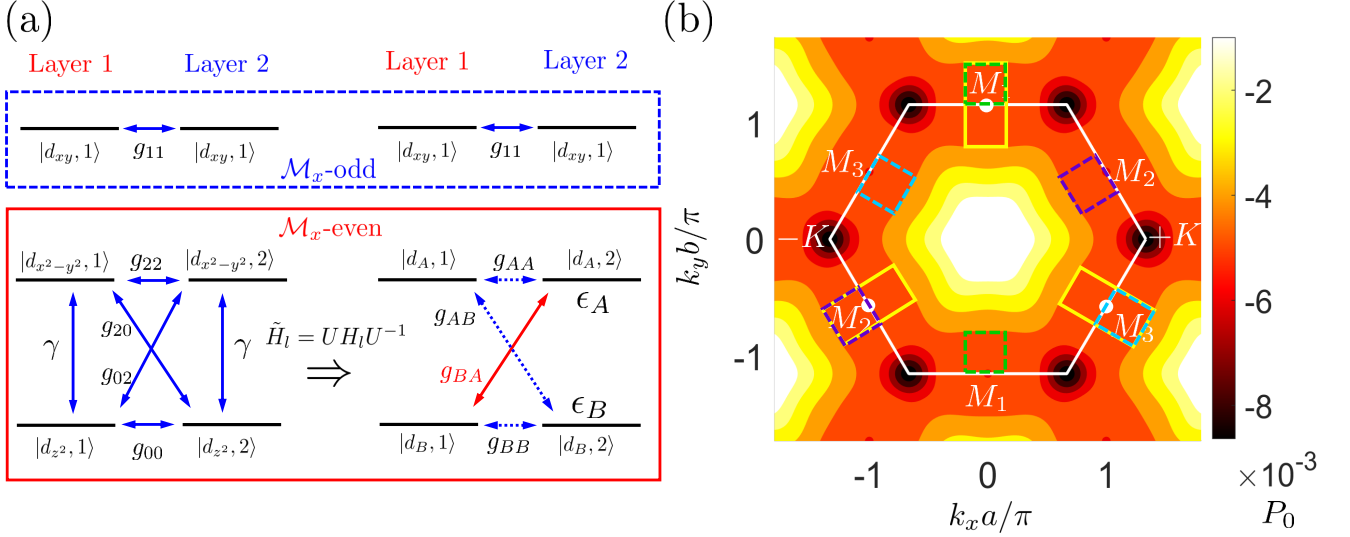 (a)
Layer 1
Layer 2
Layer 1
Layer 2
|d_{xy}, 1⟩
g_{11}
|d_{xy}, 1⟩
|d_{xy}, 1⟩
g_{11}
|d_{xy}, 1⟩
ℳ_x-odd
ℳ_x-even
|d_{x²−y²}, 1⟩
g_{22}
|d_{x²−y²}, 2⟩
|d_A, 1⟩
g_{AA}
|d_A, 2⟩
ϵ_A
γ
g_{20}
g_{02}
γ
H̃_l = UH_lU^{−1}
⇒
g_{AB}
g_{BA}
ϵ_B
|d_{z²}, 1⟩
g_{00}
|d_{z²}, 2⟩
|d_B, 1⟩
g_{BB}
|d_B, 2⟩
(b)
k_y b/π
1
0
-1
-1
0
1
k_x a/π
M_1
M_3
M_2
−K
+K
M_2
M_3
M_1
-2
-4
-6
-8
×10^{-3}
P_0